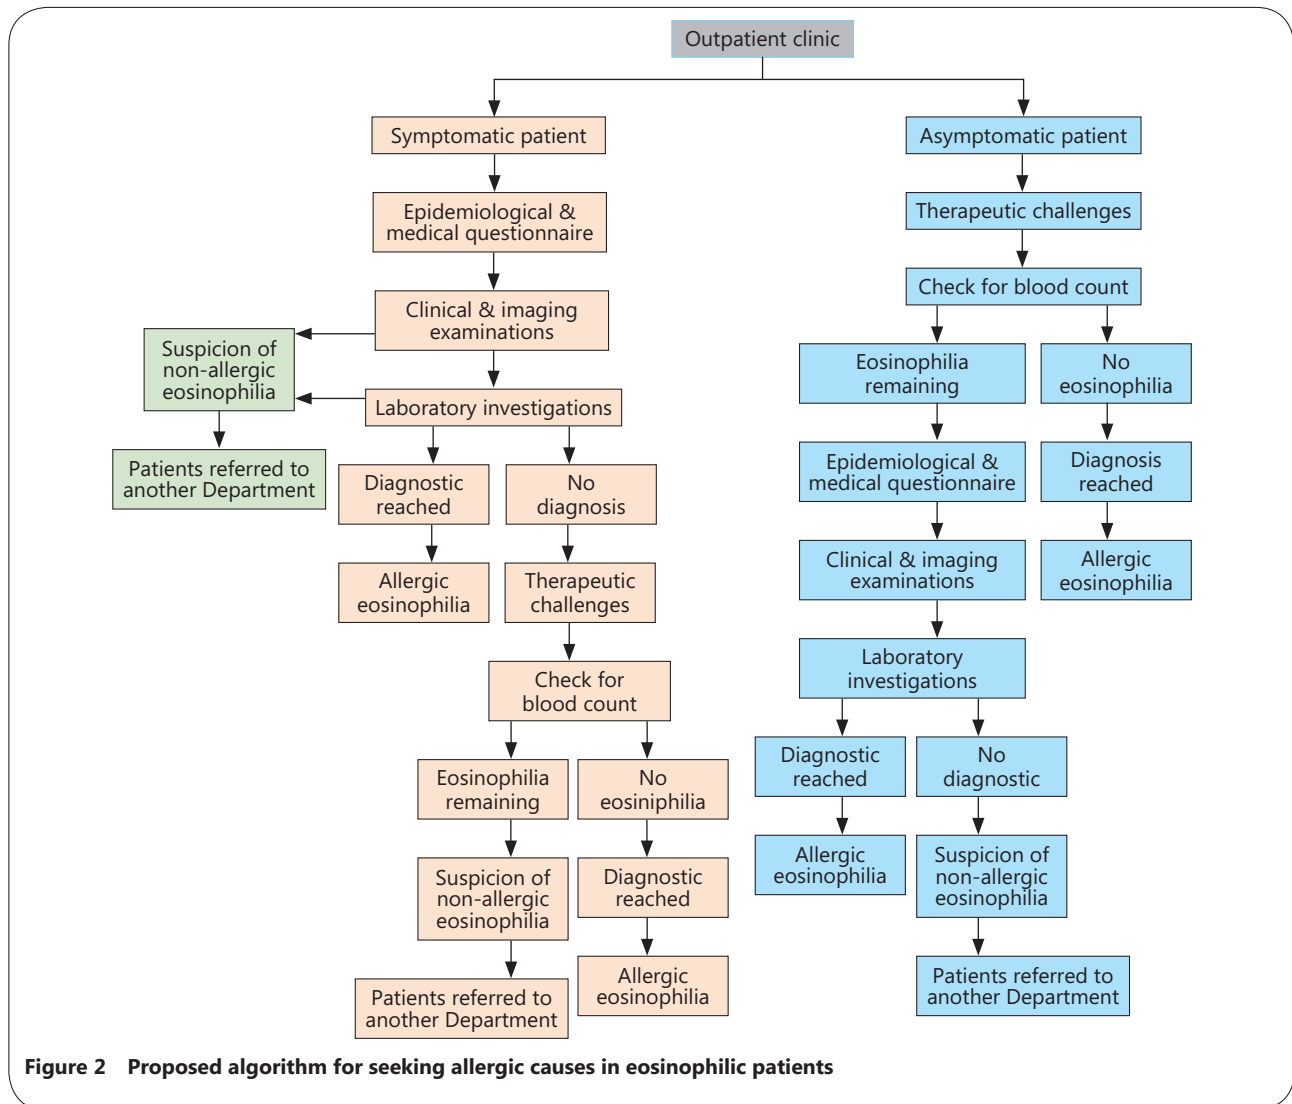 Outpatient clinic
Symptomatic patient
Epidemiological &
medical questionnaire
Clinical & imaging
examinations
Suspicion of
non-allergic
eosinophilia
Patients referred to
another Department
Laboratory investigations
Diagnostic
reached
Allergic
eosinophilia
No
diagnosis
Therapeutic
challenges
Check for
blood count
Eosinophilia
remaining
Suspicion of
non-allergic
eosinophilia
Patients referred to
another Department
No
eosiniphilia
Diagnostic
reached
Allergic
eosinophilia
Asymptomatic patient
Therapeutic challenges
Check for blood count
Eosinophilia
remaining
Epidemiological &
medical questionnaire
Clinical & imaging
examinations
Laboratory
investigations
Diagnostic
reached
Allergic
eosinophilia
No
diagnostic
Suspicion of
non-allergic
eosinophilia
Patients referred to
another Department
No
eosinophilia
Diagnosis
reached
Allergic
eosinophilia
Figure 2 Proposed algorithm for seeking allergic causes in eosinophilic patients